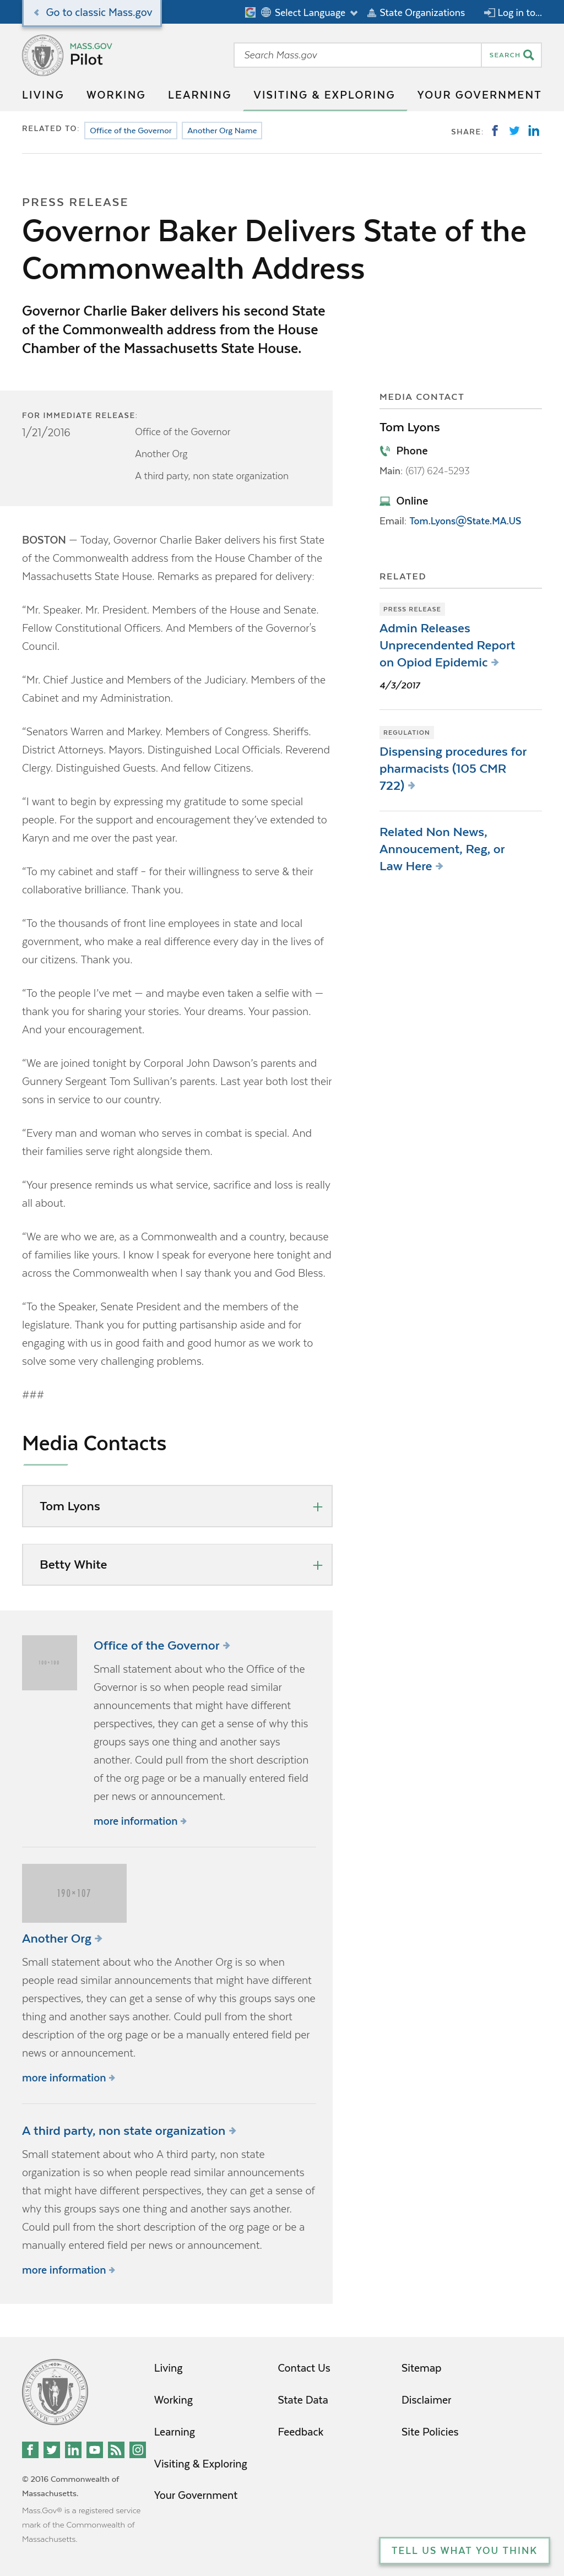 Go to classic Mass.gov
Select Language
State Organizations
Log in to...
MASS.GOV
Pilot
Search Mass.gov
SEARCH
LIVING
WORKING
LEARNING
VISITING & EXPLORING
YOUR GOVERNMENT
RELATED TO:
Office of the Governor
Another Org Name
SHARE:
PRESS RELEASE
Governor Baker Delivers State of the
Commonwealth Address
Governor Charlie Baker delivers his second State
of the Commonwealth address from the House
Chamber of the Massachusetts State House.
FOR IMMEDIATE RELEASE:
1/21/2016
Office of the Governor
Another Org
A third party, non state organization
BOSTON — Today, Governor Charlie Baker delivers his first State
of the Commonwealth address from the House Chamber of the
Massachusetts State House. Remarks as prepared for delivery:
“Mr. Speaker. Mr. President. Members of the House and Senate.
Fellow Constitutional Officers. And Members of the Governor's
Council.
“Mr. Chief Justice and Members of the Judiciary. Members of the
Cabinet and my Administration.
“Senators Warren and Markey. Members of Congress. Sheriffs.
District Attorneys. Mayors. Distinguished Local Officials. Reverend
Clergy. Distinguished Guests. And fellow Citizens.
“I want to begin by expressing my gratitude to some special
people. For the support and encouragement they've extended to
Karyn and me over the past year.
“To my cabinet and staff – for their willingness to serve & their
collaborative brilliance. Thank you.
“To the thousands of front line employees in state and local
government, who make a real difference every day in the lives of
our citizens. Thank you.
“To the people I've met — and maybe even taken a selfie with —
thank you for sharing your stories. Your dreams. Your passion.
And your encouragement.
“We are joined tonight by Corporal John Dawson's parents and
Gunnery Sergeant Tom Sullivan's parents. Last year both lost their
sons in service to our country.
“Every man and woman who serves in combat is special. And
their families serve right alongside them.
“Your presence reminds us what service, sacrifice and loss is really
all about.
“We are who we are, as a Commonwealth and a country, because
of families like yours. I know I speak for everyone here tonight and
across the Commonwealth when I say thank you and God Bless.
“To the Speaker, Senate President and the members of the
legislature. Thank you for putting partisanship aside and for
engaging with us in good faith and good humor as we work to
solve some very challenging problems.
###
MEDIA CONTACT
Tom Lyons
Phone
Main: (617) 624-5293
Online
Email: Tom.Lyons@State.MA.US
RELATED
PRESS RELEASE
Admin Releases
Unprecendented Report
on Opiod Epidemic
4/3/2017
REGULATION
Dispensing procedures for
pharmacists (105 CMR
722)
Related Non News,
Annoucement, Reg, or
Law Here
Media Contacts
Tom Lyons
Betty White
Office of the Governor
Small statement about who the Office of the
Governor is so when people read similar
announcements that might have different
perspectives, they can get a sense of why this
groups says one thing and another says
another. Could pull from the short description
of the org page or be a manually entered field
per news or announcement.
more information
190×107
Another Org
Small statement about who the Another Org is so when
people read similar announcements that might have different
perspectives, they can get a sense of why this groups says one
thing and another says another. Could pull from the short
description of the org page or be a manually entered field per
news or announcement.
more information
A third party, non state organization
Small statement about who A third party, non state
organization is so when people read similar announcements
that might have different perspectives, they can get a sense of
why this groups says one thing and another says another.
Could pull from the short description of the org page or be a
manually entered field per news or announcement.
more information
Living
Working
Learning
Visiting & Exploring
Your Government
Contact Us
State Data
Feedback
Sitemap
Disclaimer
Site Policies
© 2016 Commonwealth of
Massachusetts.
Mass.Gov® is a registered service
mark of the Commonwealth of
Massachusetts.
TELL US WHAT YOU THINK